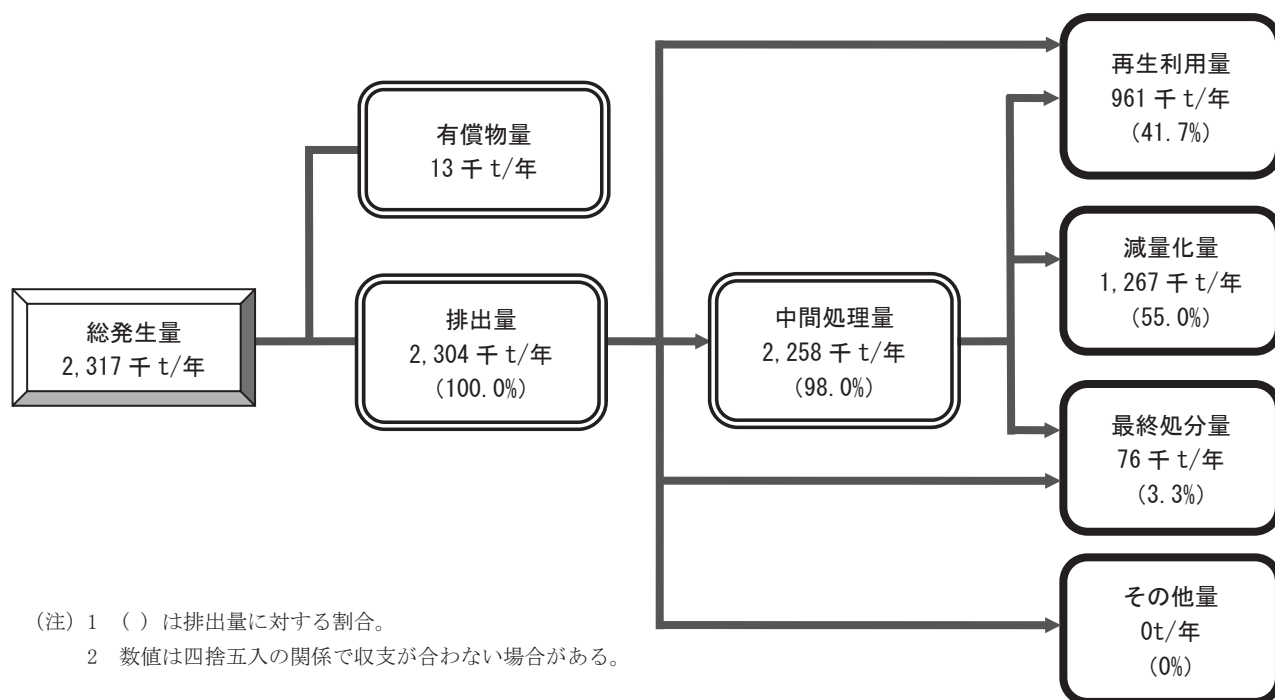 総発生量
2,317 千 t/年
有償物量
13 千 t/年
排出量
2,304 千 t/年
(100.0%)
中間処理量
2,258 千 t/年
(98.0%)
再生利用量
961 千 t/年
(41.7%)
減量化量
1,267 千 t/年
(55.0%)
最終処分量
76 千 t/年
(3.3%)
その他量
0t/年
(0%)
（注）1 （ ）は排出量に対する割合。
2 数値は四捨五入の関係で収支が合わない場合がある。